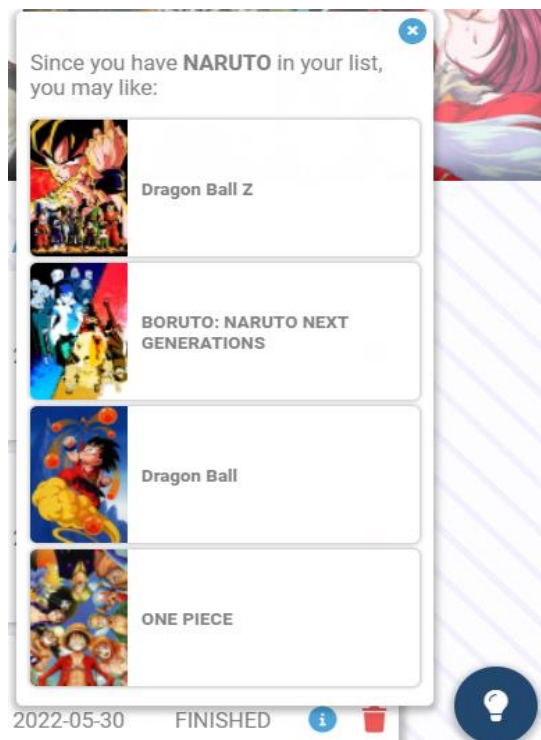 Since you have NARUTO in your list,
you may like:
Dragon Ball Z
BORUTO: NARUTO NEXT
GENERATIONS
Dragon Ball
ONE PIECE
2022-05-30 FINISHED